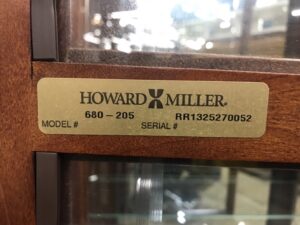 HOWARD MILLER®
680-205 RR1325270052
MODEL # SERIAL #